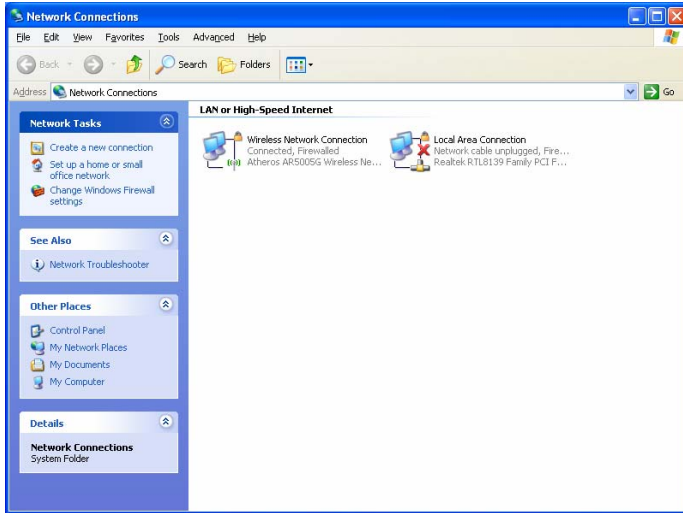 Network Connections
File Edit View Favorites Tools Advanced Help
Back Search Folders
Address Network Connections Go
Network Tasks
Create a new connection
Set up a home or small
office network
Change Windows Firewall
settings
See Also
Network Troubleshooter
Other Places
Control Panel
My Network Places
My Documents
My Computer
Details
Network Connections
System Folder
LAN or High-Speed Internet
Wireless Network Connection
Connected, Firewalled
Atheros AR5005G Wireless Ne...
Local Area Connection
Network cable unplugged, Fire...
Realtek RTL8139 Family PCI F...